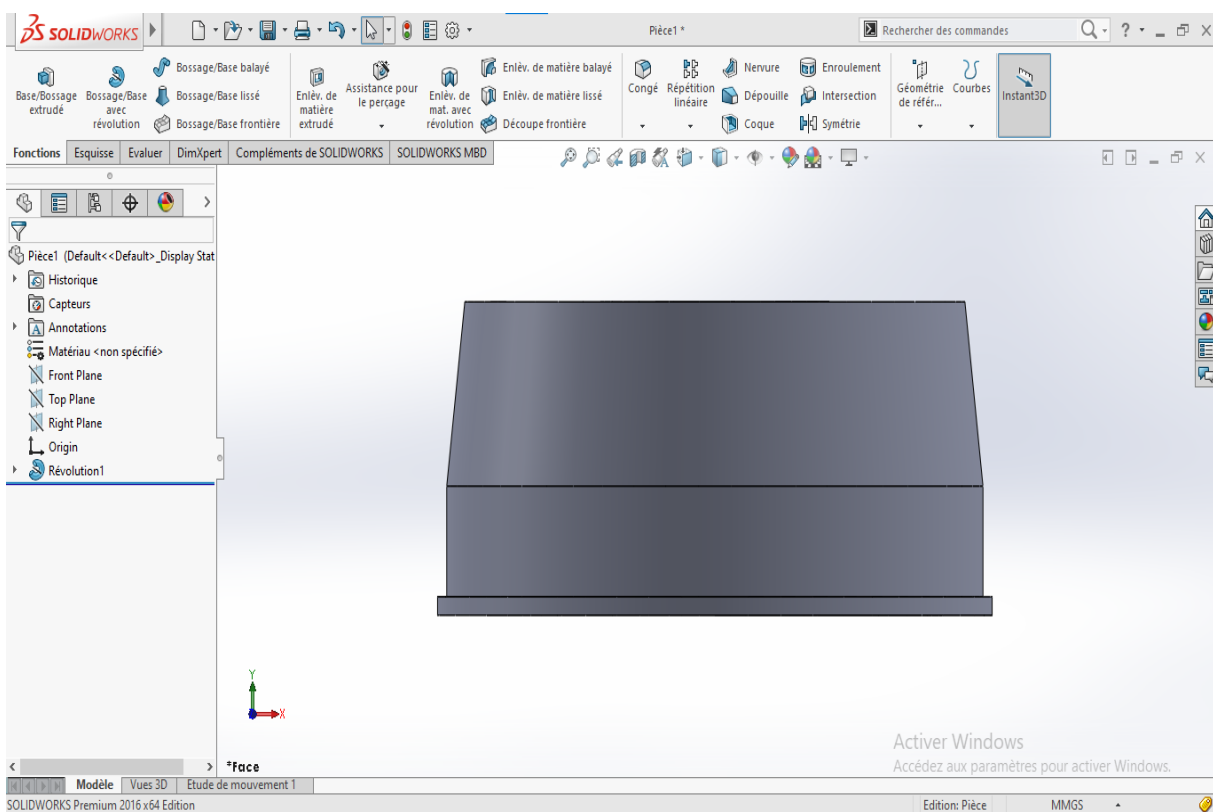 SOLIDWORKS
Pièce1 *
Rechercher des commandes
Base/Bossage extrudé
Bossage/Base avec révolution
Bossage/Base balayé
Bossage/Base lissé
Bossage/Base frontière
Enlèv. de matière extrudé
Assistance pour le perçage
Enlèv. de mat. avec révolution
Enlèv. de matière balayé
Enlèv. de matière lissé
Découpe frontière
Congé
Répétition linéaire
Nervure
Dépouille
Coque
Enroulement
Intersection
Symétrie
Géométrie de référ...
Courbes
Instant3D
Fonctions Esquisse Evaluer DimXpert Compléments de SOLIDWORKS SOLIDWORKS MBD
Pièce1 (Default<<Default>_Display Stat
Historique
Capteurs
Annotations
Matériau <non spécifié>
Front Plane
Top Plane
Right Plane
Origin
Révolution1
Y
X
*Face
Activer Windows
Accédez aux paramètres pour activer Windows.
Modèle Vues 3D Etude de mouvement 1
SOLIDWORKS Premium 2016 x64 Edition
Edition: Pièce
MMGS